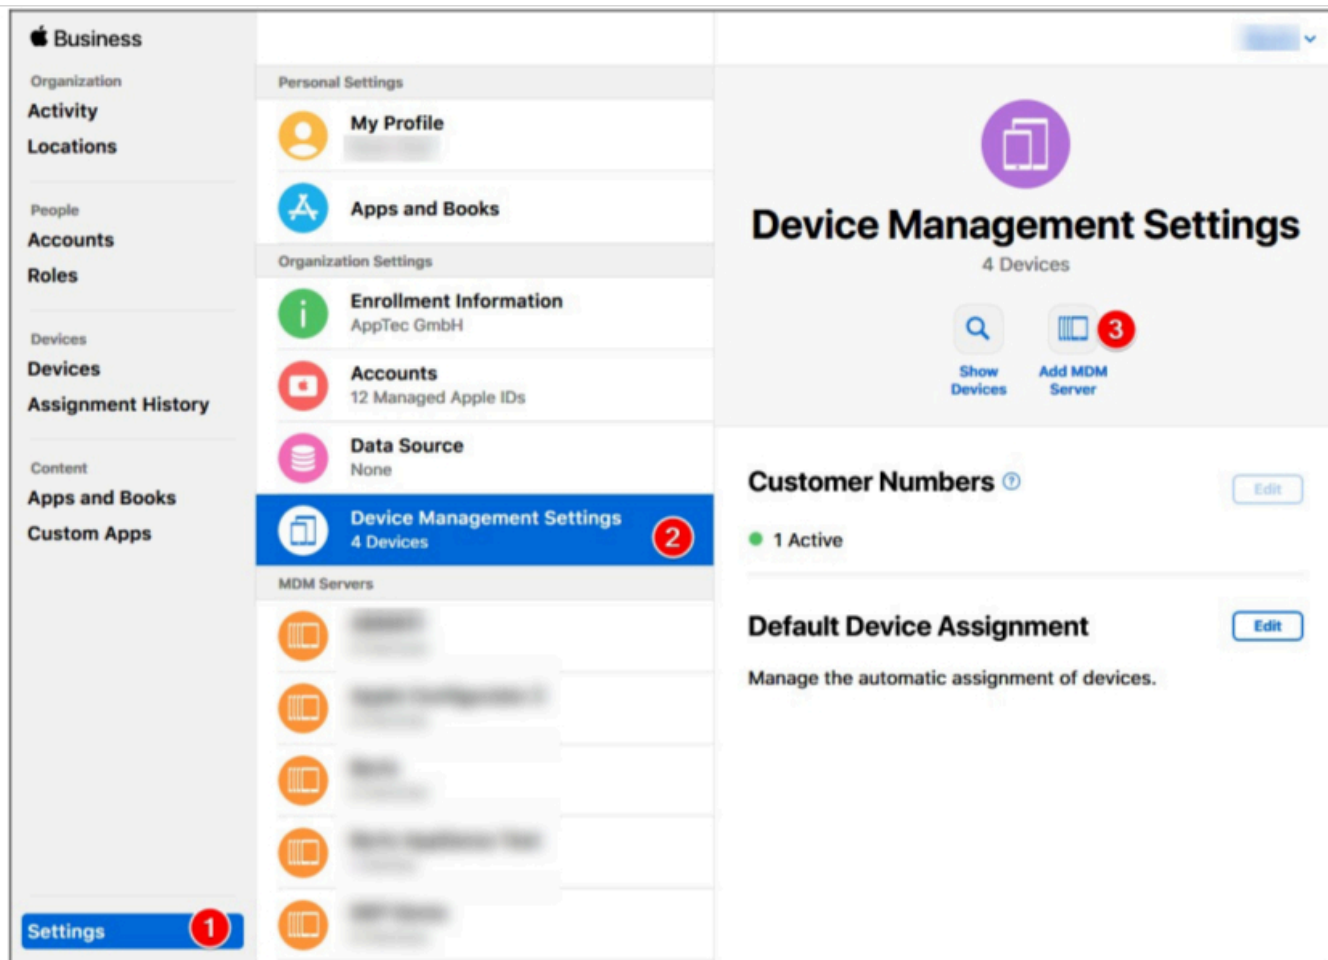 Business
Organization
Activity
Locations
People
Accounts
Roles
Devices
Devices
Assignment History
Content
Apps and Books
Custom Apps
Settings
1
Personal Settings
My Profile
Apps and Books
Organization Settings
Enrollment Information
AppTec GmbH
Accounts
12 Managed Apple IDs
Data Source
None
Device Management Settings
4 Devices
2
MDM Servers
Device Management Settings
4 Devices
3
Show
Devices
Add MDM
Server
Customer Numbers ?
Edit
1 Active
Default Device Assignment
Edit
Manage the automatic assignment of devices.